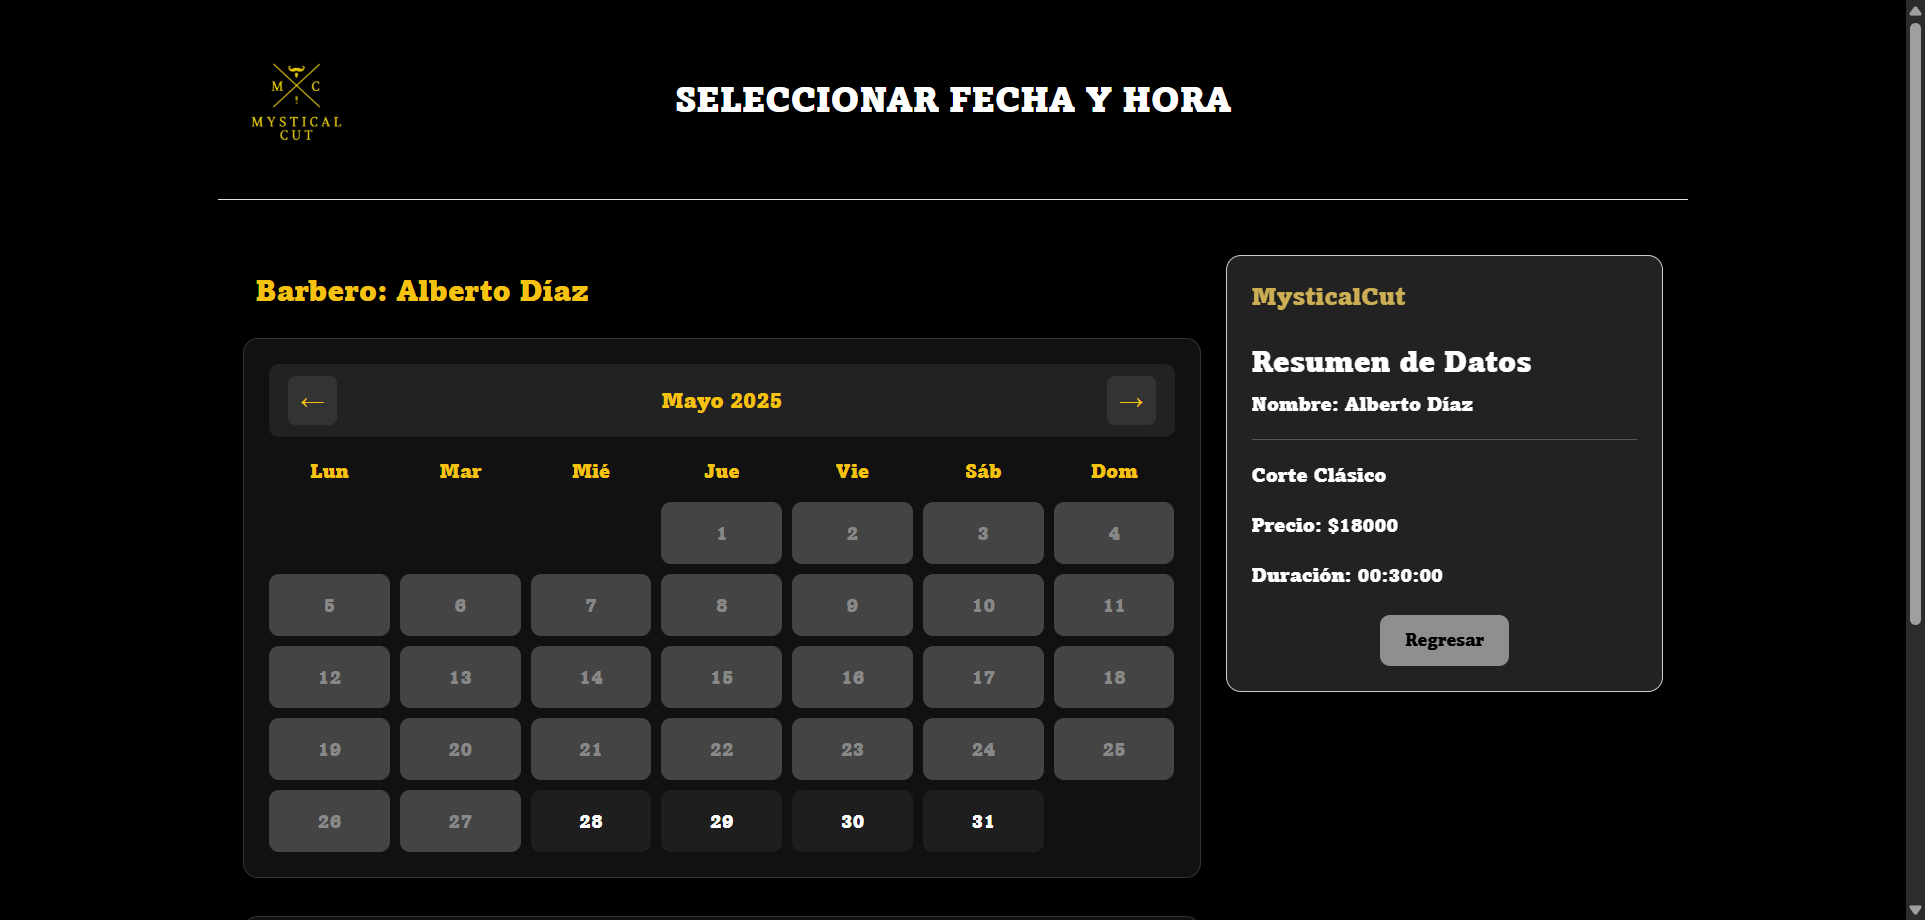 M C
MYSTICAL
CUT
SELECCIONAR FECHA Y HORA
Barbero: Alberto Díaz
← Mayo 2025 →
Lun Mar Mié Jue Vie Sáb Dom
1 2 3 4
5 6 7 8 9 10 11
12 13 14 15 16 17 18
19 20 21 22 23 24 25
26 27 28 29 30 31
MysticalCut
Resumen de Datos
Nombre: Alberto Díaz
Corte Clásico
Precio: $18000
Duración: 00:30:00
Regresar